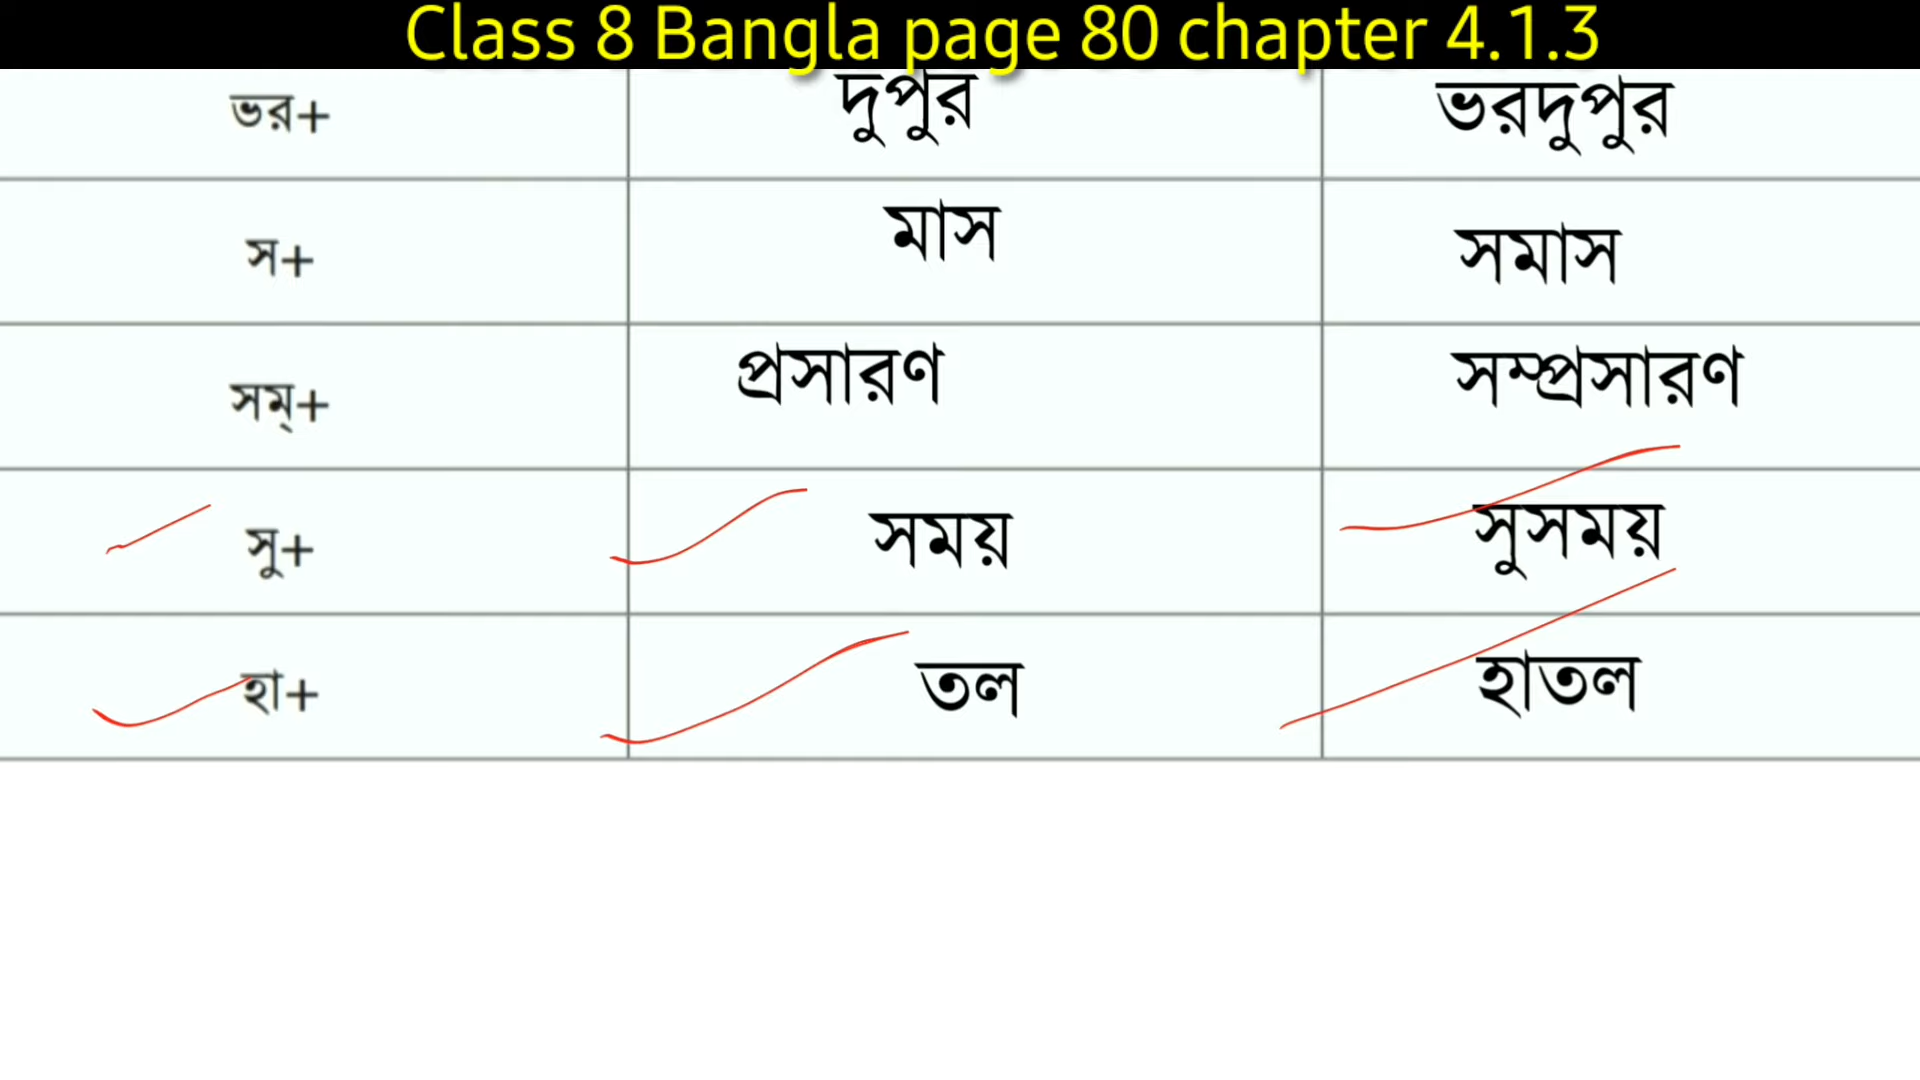 Class 8 Bangla page 80 chapter 4.1.3
ভর+ দুপুর ভরদুপুর
স+ মাস সমাস
সম্+ প্রসারণ সম্প্রসারণ
সু+ সময় সুসময়
হা+ তল হাতল